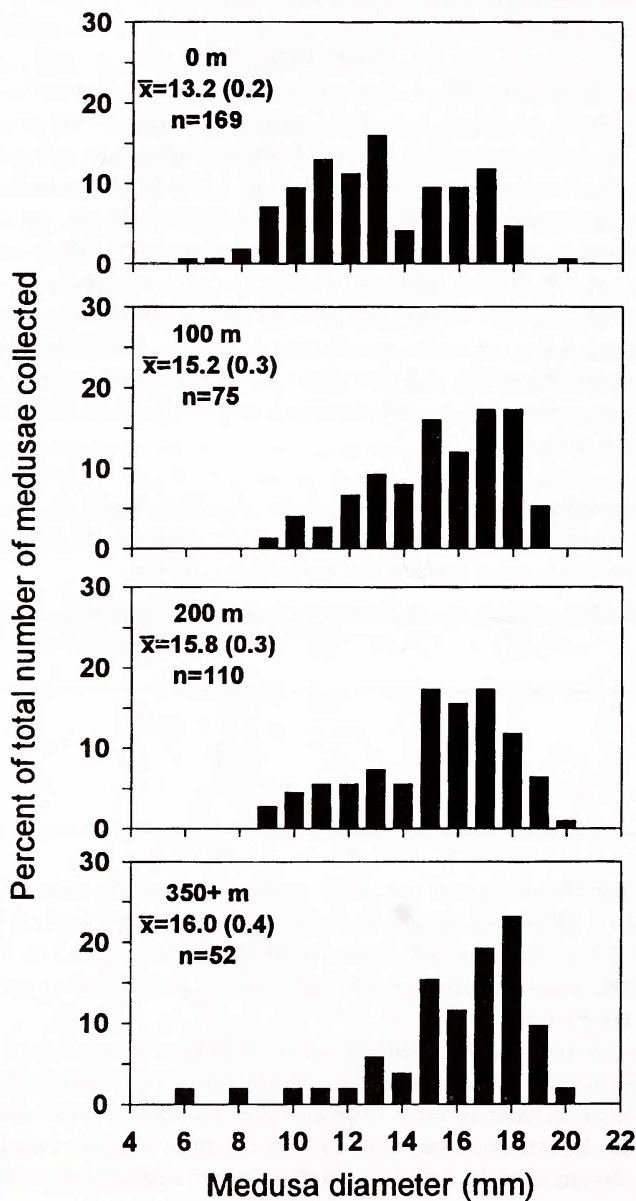 Percent of total number of medusae collected
30
20
10
0
0 m
x̅=13.2 (0.2)
n=169
30
20
10
0
100 m
x̅=15.2 (0.3)
n=75
30
20
10
0
200 m
x̅=15.8 (0.3)
n=110
30
20
10
0
350+ m
x̅=16.0 (0.4)
n=52
4 6 8 10 12 14 16 18 20 22
Medusa diameter (mm)